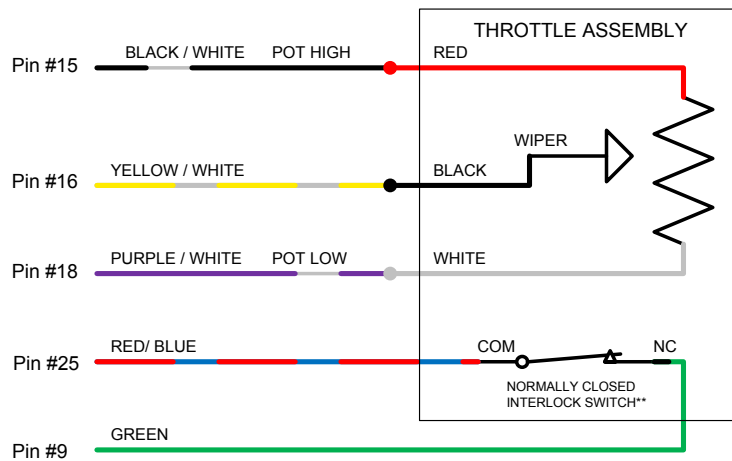 THROTTLE ASSEMBLY
Pin #15 BLACK / WHITE POT HIGH RED
WIPER
Pin #16 YELLOW / WHITE BLACK
Pin #18 PURPLE / WHITE POT LOW WHITE
Pin #25 RED/ BLUE COM NC
NORMALLY CLOSED
INTERLOCK SWITCH**
Pin #9 GREEN